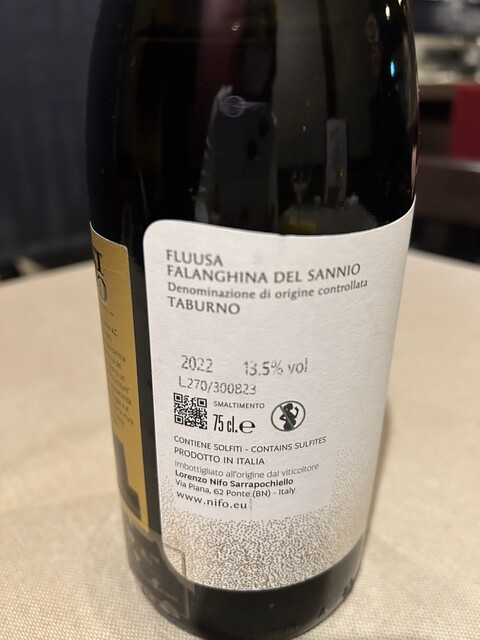 FLUUSA
FALANGHINA DEL SANNIO
Denominazione di origine controllata
TABURNO
2022 13.5% vol
L270/300823
SMALTIMENTO
75 cl. e
CONTIENE SOLFITI - CONTAINS SULFITES
PRODOTTO IN ITALIA
Imbottigliato all'origine dal viticoltore
Lorenzo Nifo Sarrapochiello
Via Piana, 62 Ponte (BN) - Italy
www.nifo.eu